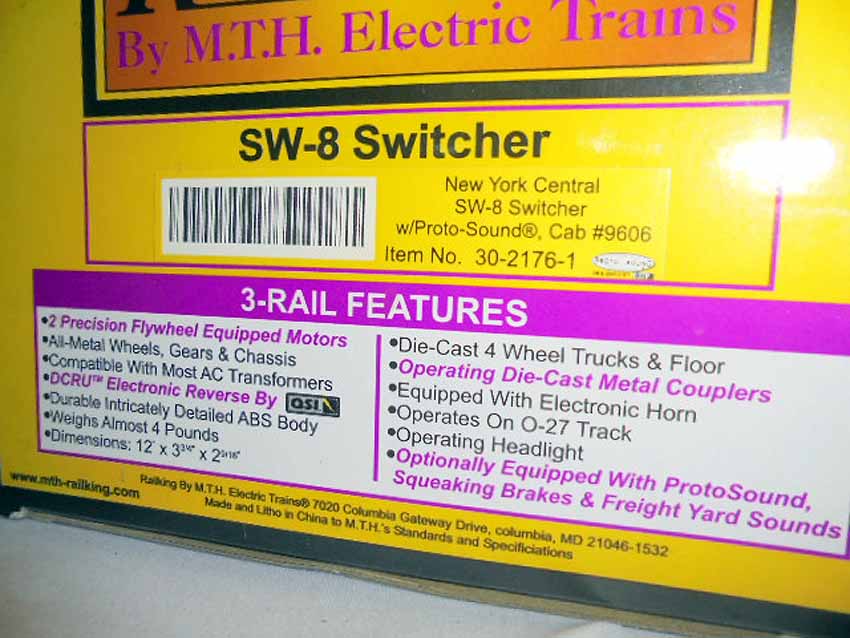 By M.T.H. Electric Trains
SW-8 Switcher
New York Central
SW-8 Switcher
w/Proto-Sound®, Cab #9606
Item No. 30-2176-1
3-RAIL FEATURES
•2 Precision Flywheel Equipped Motors
•All-Metal Wheels, Gears & Chassis
•Compatible With Most AC Transformers
•DCRU™ Electronic Reverse By QSI
•Durable Intricately Detailed ABS Body
•Weighs Almost 4 Pounds
•Dimensions; 12" x 3 3/4" x 2 3/16"
•Die-Cast 4 Wheel Trucks & Floor
•Operating Die-Cast Metal Couplers
•Equipped With Electronic Horn
•Operates On O-27 Track
•Operating Headlight
•Optionally Equipped With ProtoSound,
Squeaking Brakes & Freight Yard Sounds
www.mth-railking.com
Railking By M.T.H. Electric Trains® 7020 Columbia Gateway Drive, columbia, MD 21046-1532
Made and Litho in China to M.T.H.'s Standards and Specificiations